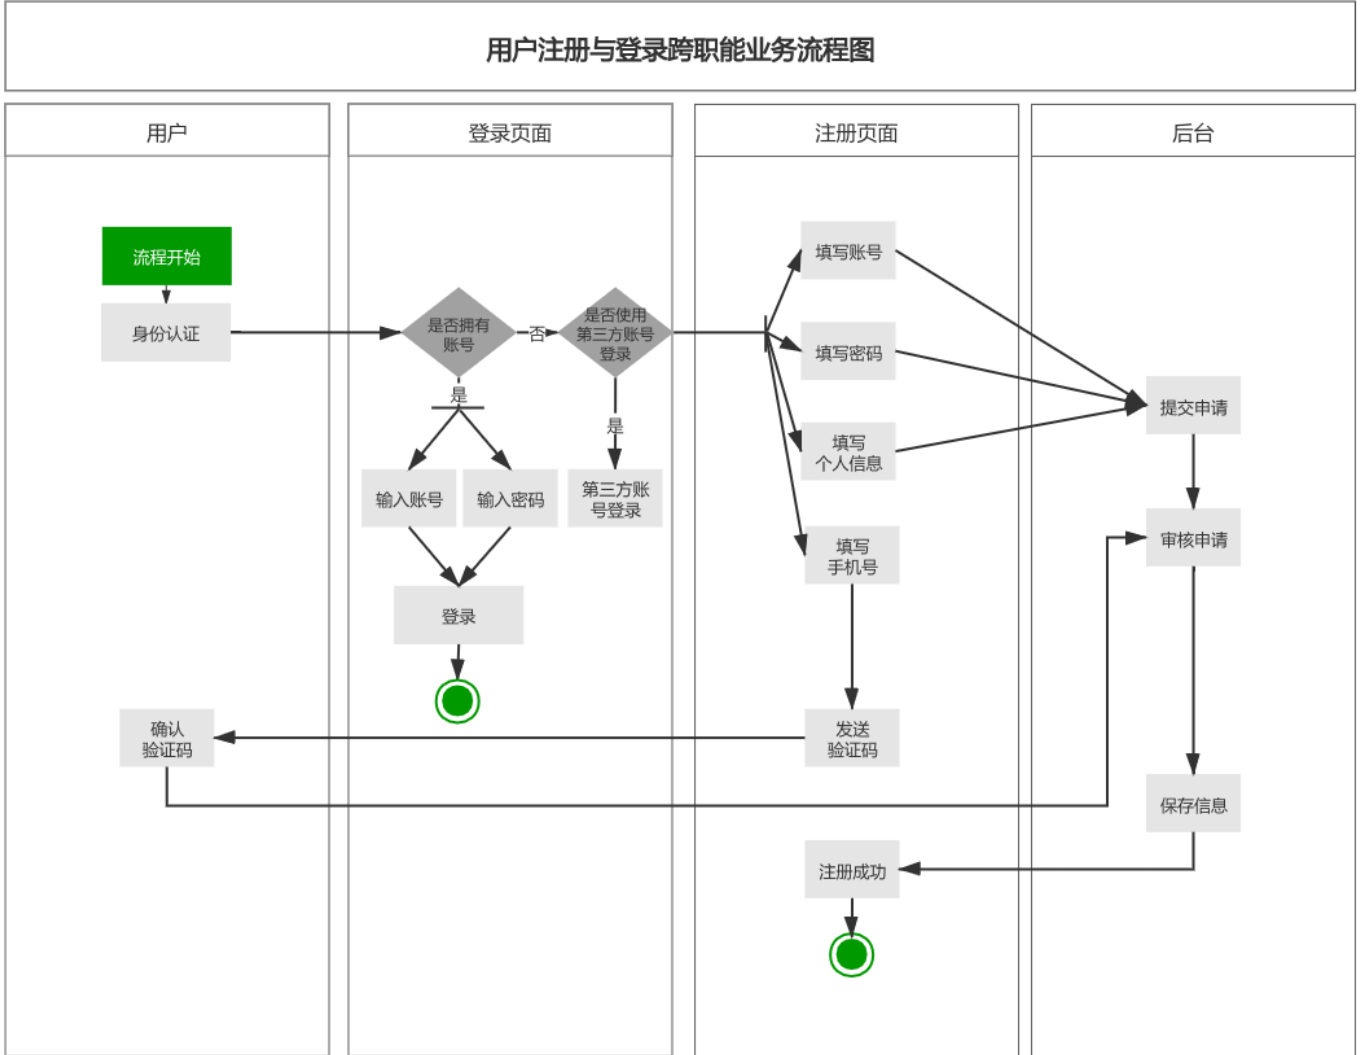 用户注册与登录跨职能业务流程图
用户
登录页面
注册页面
后台
流程开始
身份认证
是否拥有
账号
否
是否使用
第三方账号
登录
是
是
输入账号
输入密码
第三方账
号登录
登录
填写账号
填写密码
填写
个人信息
填写
手机号
提交申请
审核申请
确认
验证码
发送
验证码
保存信息
注册成功